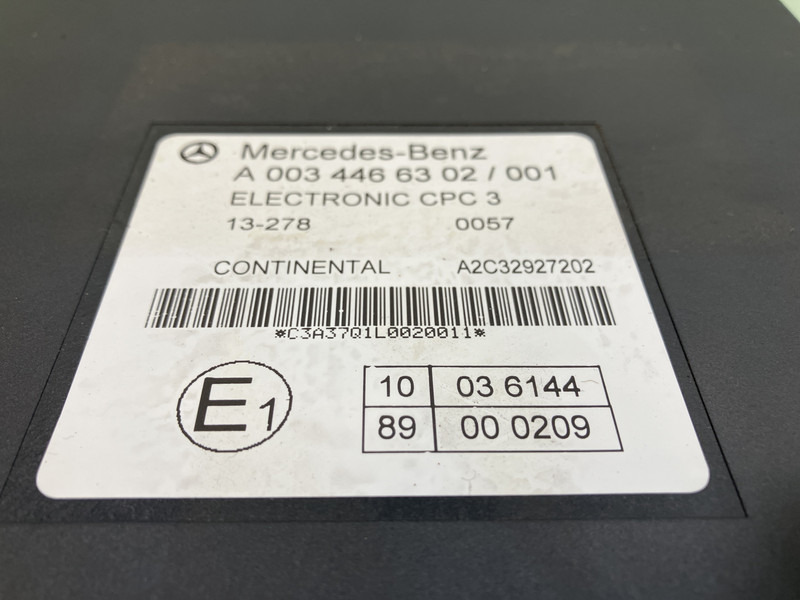 Mercedes-Benz
A 003 446 63 02 / 001
ELECTRONIC CPC 3
13-278 0057
CONTINENTAL A2C32927202
*C3A37Q1L0020011*
E1
10 03 6144
89 00 0209